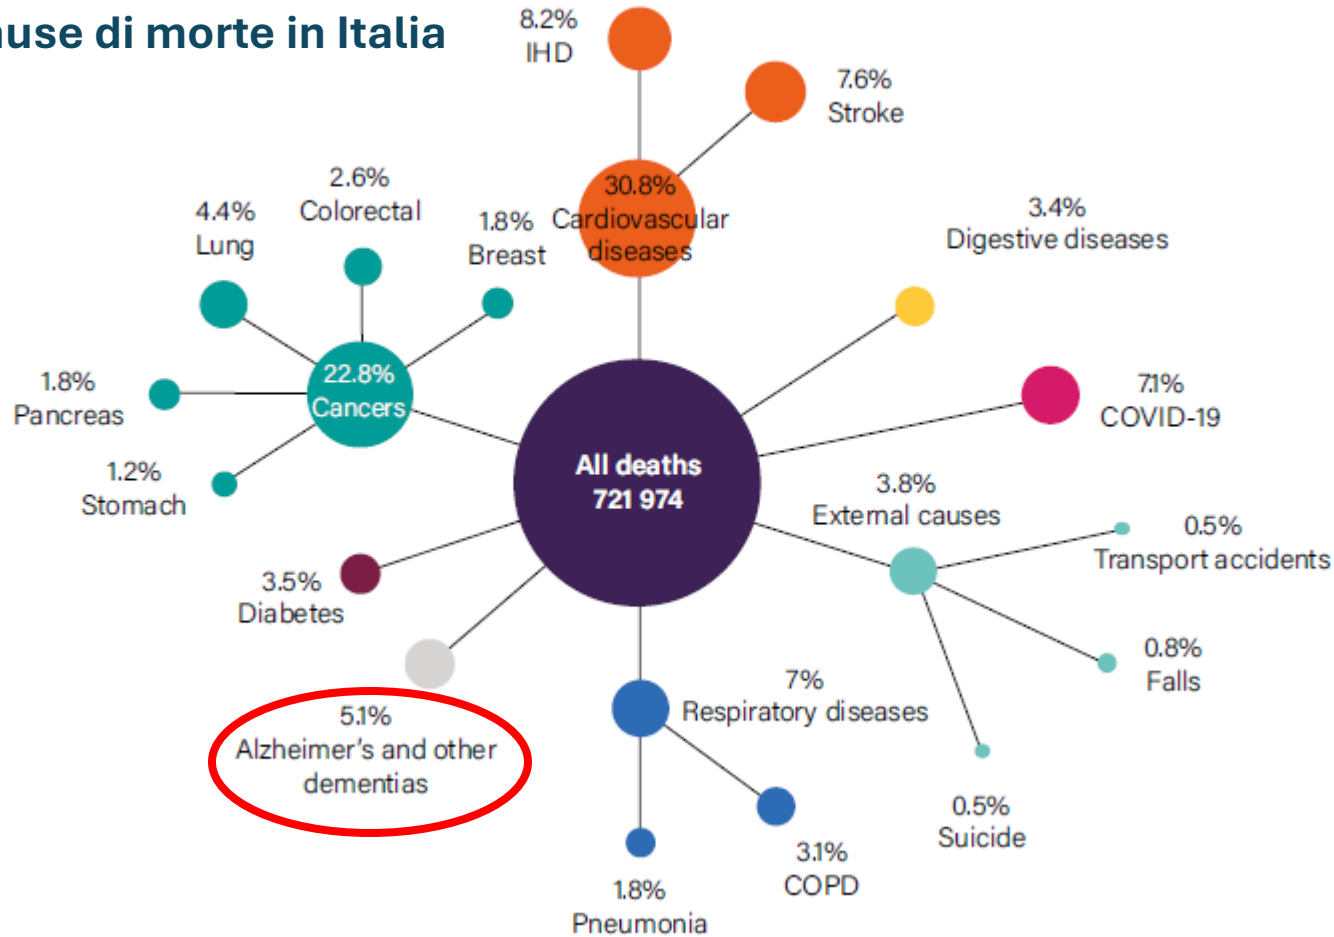 ause di morte in Italia
8.2%
IHD
7.6%
Stroke
30.8%
Cardiovascular
diseases
2.6%
Colorectal
4.4%
Lung
1.8%
Breast
3.4%
Digestive diseases
22.8%
Cancers
1.8%
Pancreas
7.1%
COVID-19
1.2%
Stomach
All deaths
721 974
3.8%
External causes
0.5%
Transport accidents
3.5%
Diabetes
0.8%
Falls
5.1%
Alzheimer's and other
dementias
7%
Respiratory diseases
0.5%
Suicide
3.1%
COPD
1.8%
Pneumonia